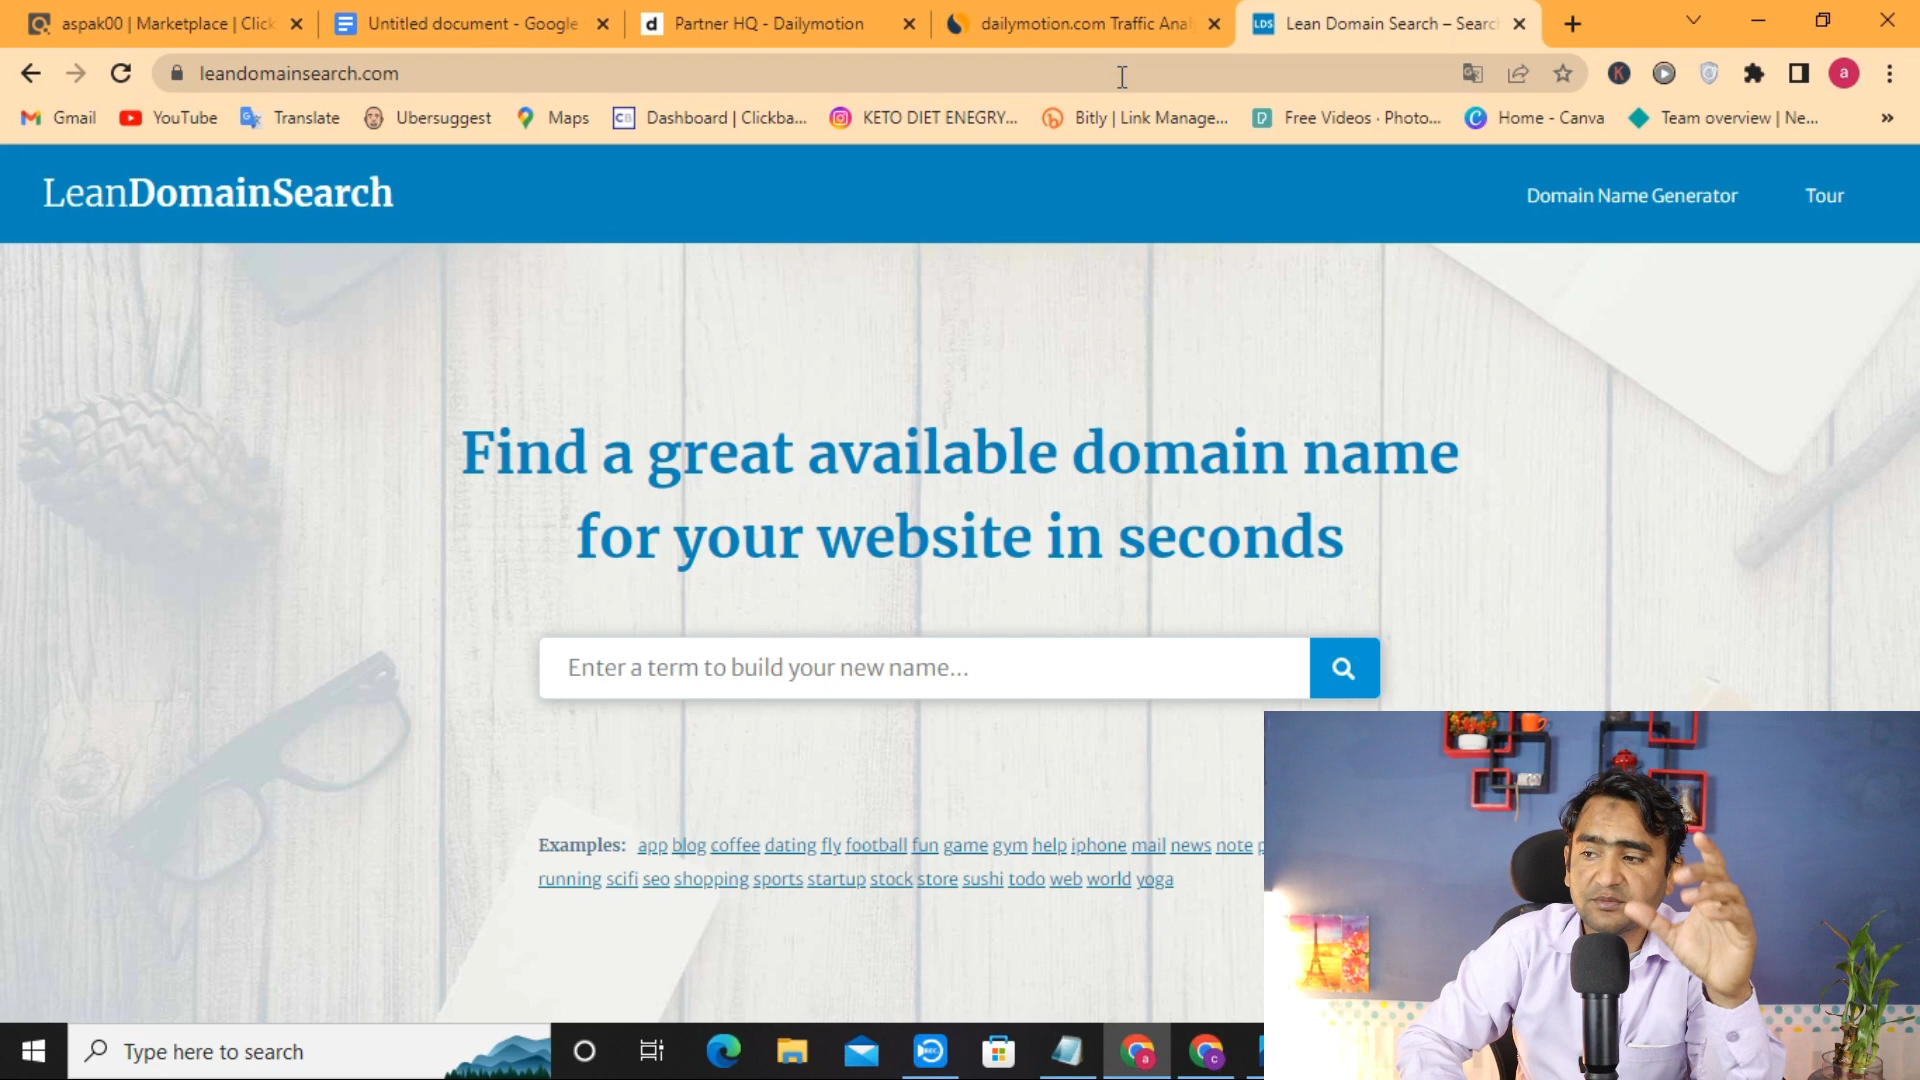 aspak00 | Marketplace | Click
Untitled document - Google
Partner HQ - Dailymotion
dailymotion.com Traffic Anal
LDS
Lean Domain Search – Search
leandomainsearch.com
K
a
Gmail
YouTube
Translate
Ubersuggest
Maps
CB
Dashboard | Clickba...
KETO DIET ENEGRY...
Bitly | Link Manage...
Free Videos · Photo...
Home - Canva
Team overview | Ne...
»
LeanDomainSearch
Domain Name Generator
Tour
Find a great available domain name
for your website in seconds
Enter a term to build your new name...
Examples: app blog coffee dating fly football fun game gym help iphone mail news note
running scifi seo shopping sports startup stock store sushi todo web world yoga
Type here to search
REC
a
c